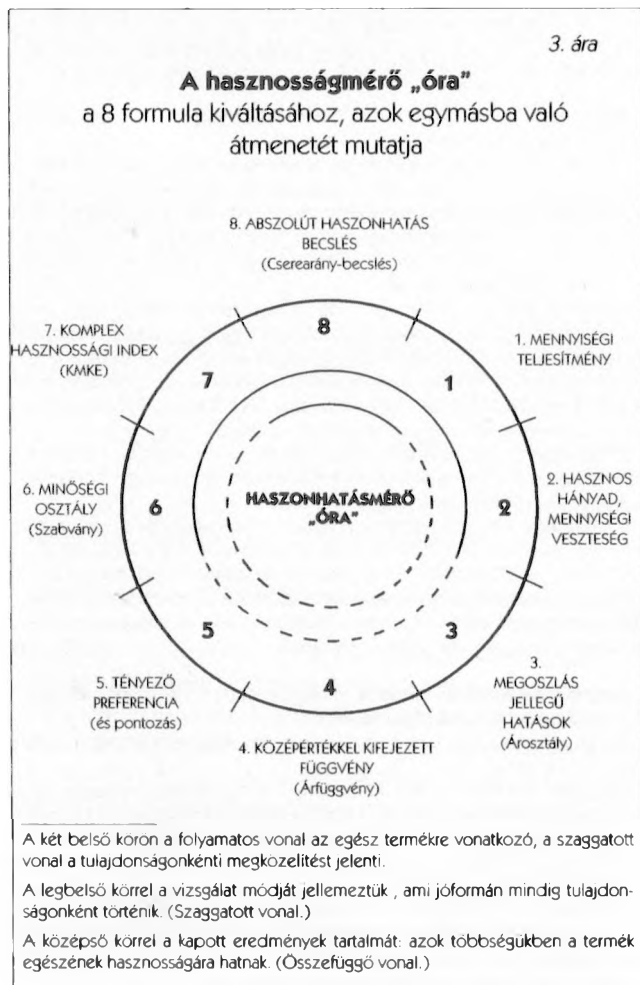 3. ára
A hasznosságmérő „óra”
a 8 formula kiváltásához, azok egymásba való
átmenetét mutatja
8. ABSZOLÚT HASZONHATÁS
BECSLÉS
(Cserearány-becslés)
7. KOMPLEX
HASZNOSSÁGI INDEX
(KMKE)
1. MENNYISÉGI
TELJESÍTMÉNY
8
7
1
6. MINŐSÉGI
OSZTÁLY
(Szabvány)
6
HASZONHATÁSMÉRŐ
„ÓRA”
2
2. HASZNOS
HÁNYAD,
MENNYISÉGI
VESZTESÉG
5
3
4
5. TÉNYEZŐ
PREFERENCIA
(és pontozás)
4. KÖZÉPÉRTÉKKEL KIFEJEZETT
FÜGGVÉNY
(Árfüggvény)
3.
MEGOSZLÁS
JELLEGŰ
HATÁSOK
(Árosztály)
A két belső körön a folyamatos vonal az egész termékre vonatkozó, a szaggatott
vonal a tulajdonságonkénti megközelítést jelenti.
A legbelső körrel a vizsgálat módját jellemeztük , ami jóformán mindig tulajdon-
ságonként történik. (Szaggatott vonal.)
A középső körrel a kapott eredmények tartalmát: azok többségükben a termék
egészének hasznosságára hatnak. (Összefüggő vonal.)